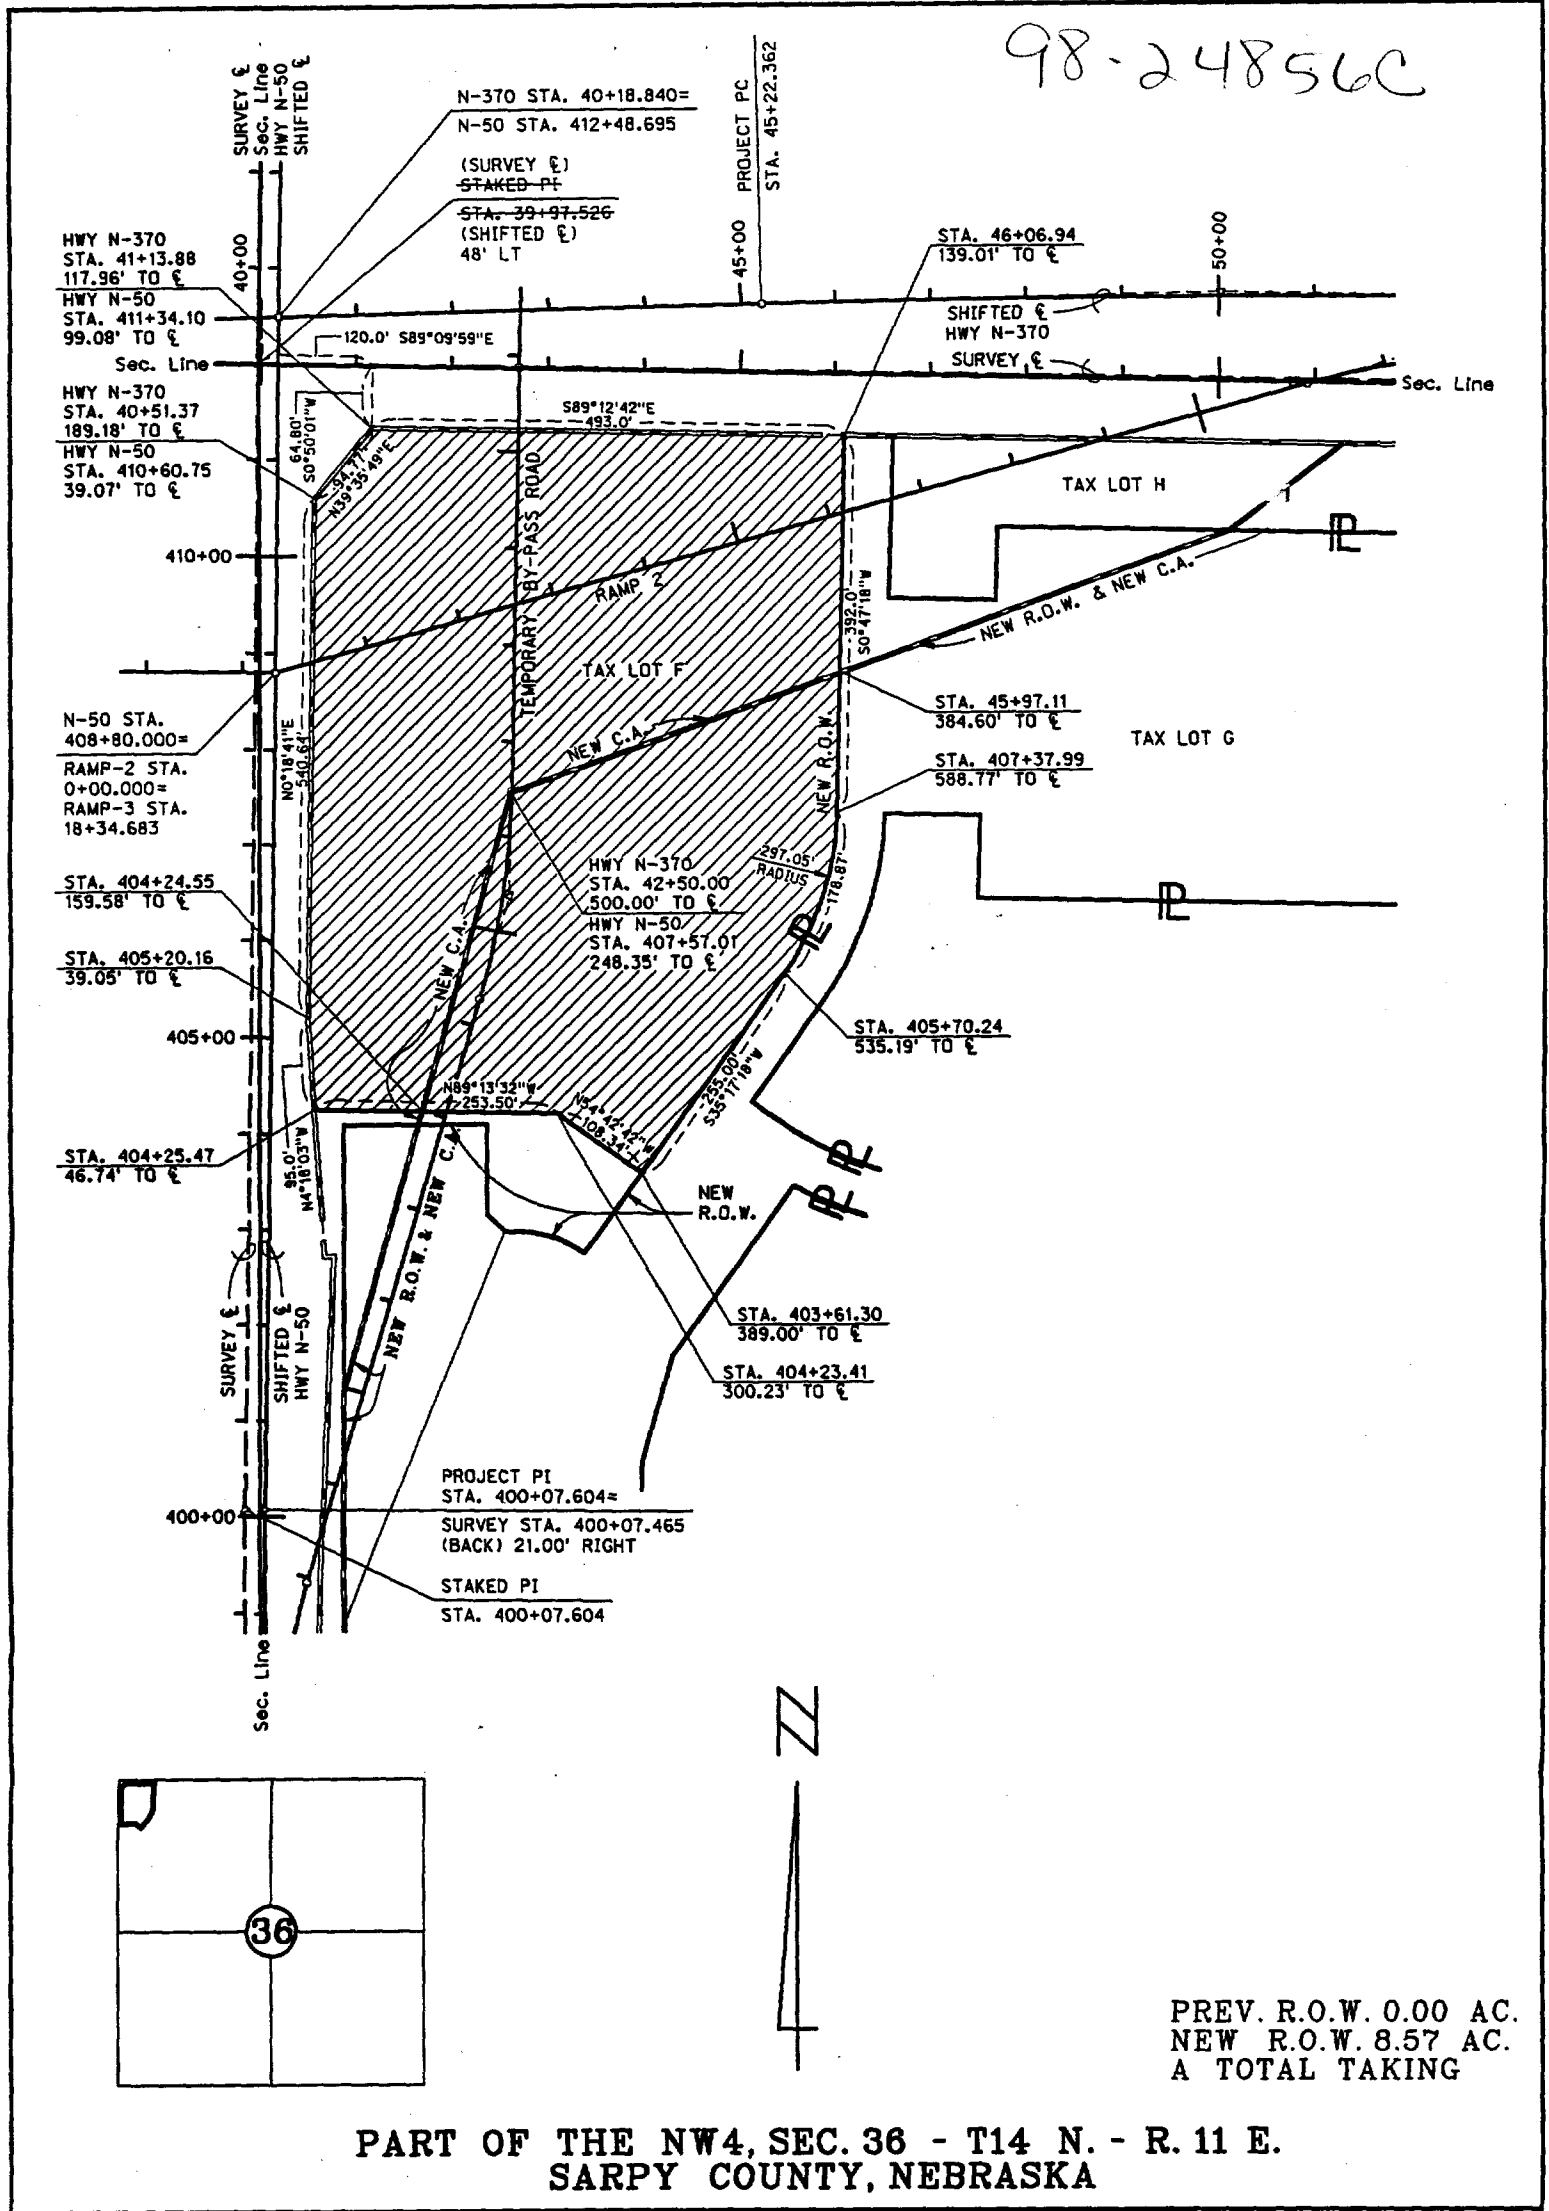 98-24856C
SURVEY ℄
Sec. Line
HWY N-50
SHIFTED ℄
N-370 STA. 40+18.840=
N-50 STA. 412+48.695
(SURVEY ℄)
STAKED PI
STA. 39+97.526
(SHIFTED ℄)
48' LT
PROJECT PC
STA. 45+22.362
HWY N-370
STA. 41+13.88
117.96' TO ℄
HWY N-50
STA. 411+34.10
99.08' TO ℄
40+00
45+00
50+00
STA. 46+06.94
139.01' TO ℄
SHIFTED ℄
HWY N-370
SURVEY ℄
120.0' S89°09'59"E
Sec. Line
Sec. Line
HWY N-370
STA. 40+51.37
189.18' TO ℄
HWY N-50
STA. 410+60.75
39.07' TO ℄
64.80'
S0°50'01"W
94.77'
N39°35'49"E
S89°12'42"E
493.0'
TAX LOT H
410+00
TEMPORARY BY-PASS ROAD
RAMP 2
392.0'
S0°47'18"W
NEW R.O.W. & NEW C.A.
TAX LOT F
N-50 STA.
408+80.000=
RAMP-2 STA.
0+00.000=
RAMP-3 STA.
18+34.683
N0°18'41"E
540.64'
NEW C.A.
NEW R.O.W.
STA. 45+97.11
384.60' TO ℄
TAX LOT G
STA. 407+37.99
588.77' TO ℄
297.05'
RADIUS
178.87'
HWY N-370
STA. 42+50.00
500.00' TO ℄
HWY N-50
STA. 407+57.01
248.35' TO ℄
STA. 404+24.55
159.58' TO ℄
NEW C.A.
STA. 405+20.16
39.05' TO ℄
405+00
STA. 405+70.24
535.19' TO ℄
N89°13'32"W
253.50'
N54°42'42"W
108.34'
255.00'
S35°17'18"W
STA. 404+25.47
46.74' TO ℄
95.0'
N4°18'03"W
NEW
R.O.W.
NEW R.O.W. & NEW C.A.
SURVEY ℄
SHIFTED ℄
HWY N-50
STA. 403+61.30
389.00' TO ℄
STA. 404+23.41
300.23' TO ℄
PROJECT PI
STA. 400+07.604=
SURVEY STA. 400+07.465
(BACK) 21.00' RIGHT
400+00
STAKED PI
STA. 400+07.604
Sec. Line
N
36
PREV. R.O.W. 0.00 AC.
NEW R.O.W. 8.57 AC.
A TOTAL TAKING
PART OF THE NW4, SEC. 36 - T14 N. - R. 11 E.
SARPY COUNTY, NEBRASKA